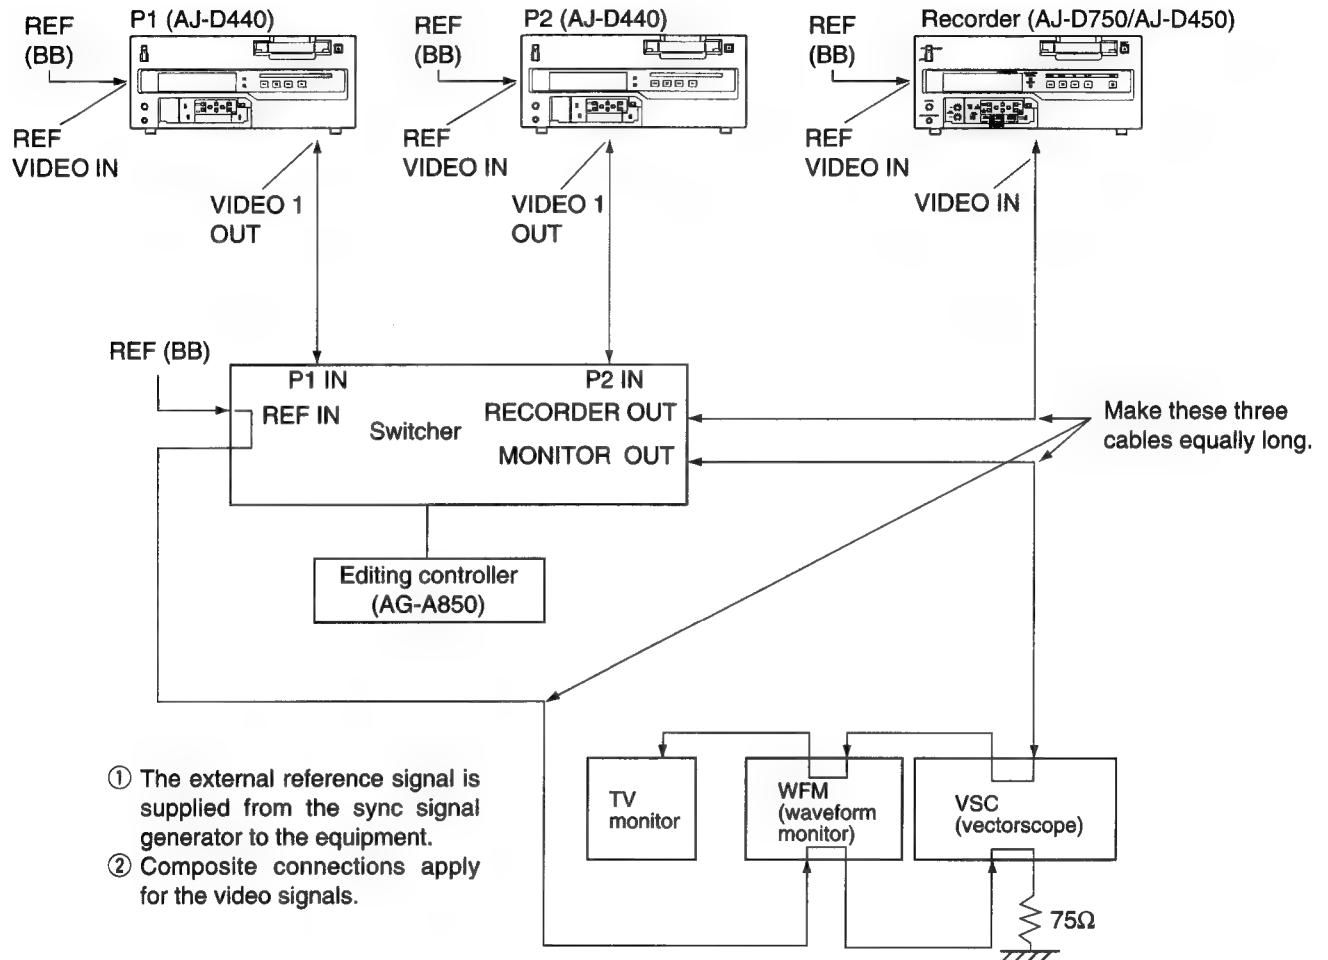 P1 (AJ-D440)
P2 (AJ-D440)
Recorder (AJ-D750/AJ-D450)
REF
(BB)
REF
(BB)
REF
(BB)
REF
VIDEO IN
REF
VIDEO IN
REF
VIDEO IN
VIDEO 1
OUT
VIDEO 1
OUT
VIDEO IN
REF (BB)
P1 IN
P2 IN
REF IN
Switcher
RECORDER OUT
MONITOR OUT
Make these three
cables equally long.
Editing controller
(AG-A850)
① The external reference signal is
supplied from the sync signal
generator to the equipment.
② Composite connections apply
for the video signals.
TV
monitor
WFM
(waveform
monitor)
VSC
(vectorscope)
75Ω